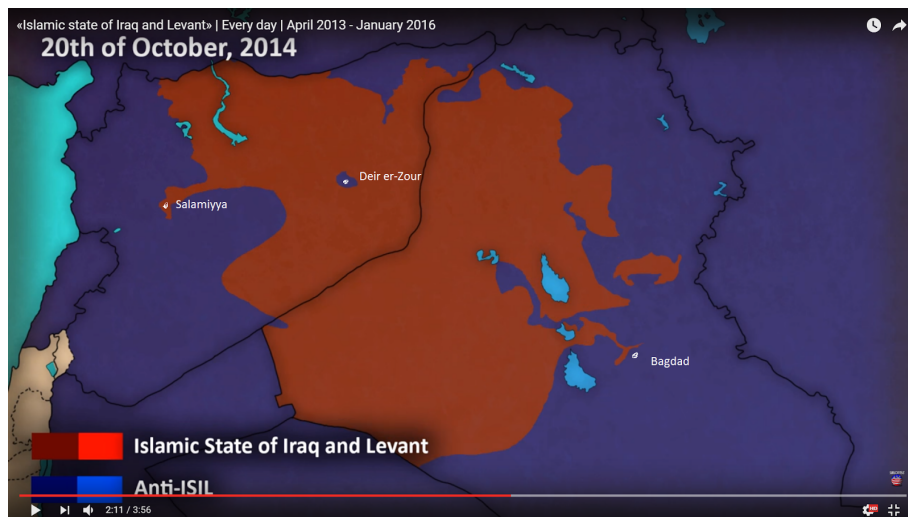 «Islamic state of Iraq and Levant» | Every day | April 2013 - January 2016
20th of October, 2014
Deir er-Zour
Salamiyya
Bagdad
Islamic State of Iraq and Levant
Anti-ISIL
2:11 / 3:56
HD